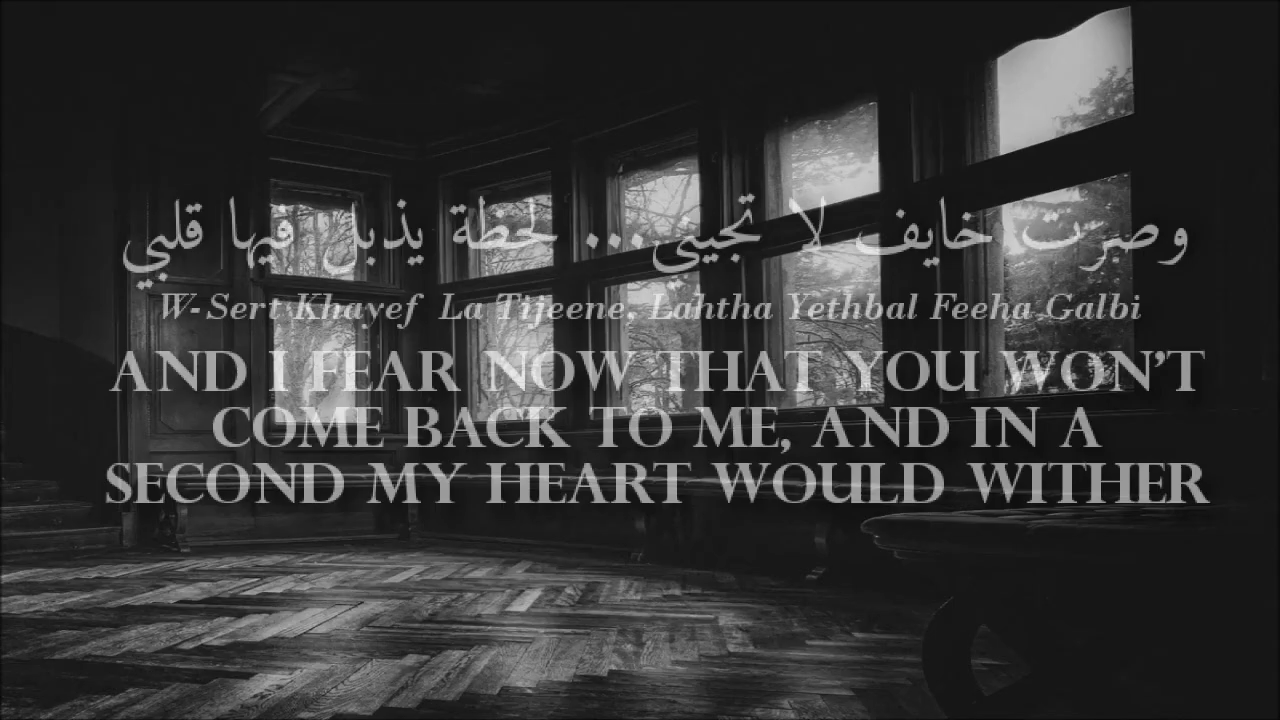 وصرت خايف لا تجيني... لحظة يذبل فيها قلبي
W-Sert Khayef La Tijeene, Lahtha Yethbal Feeha Galbi
AND I FEAR NOW THAT YOU WON'T
COME BACK TO ME, AND IN A
SECOND MY HEART WOULD WITHER